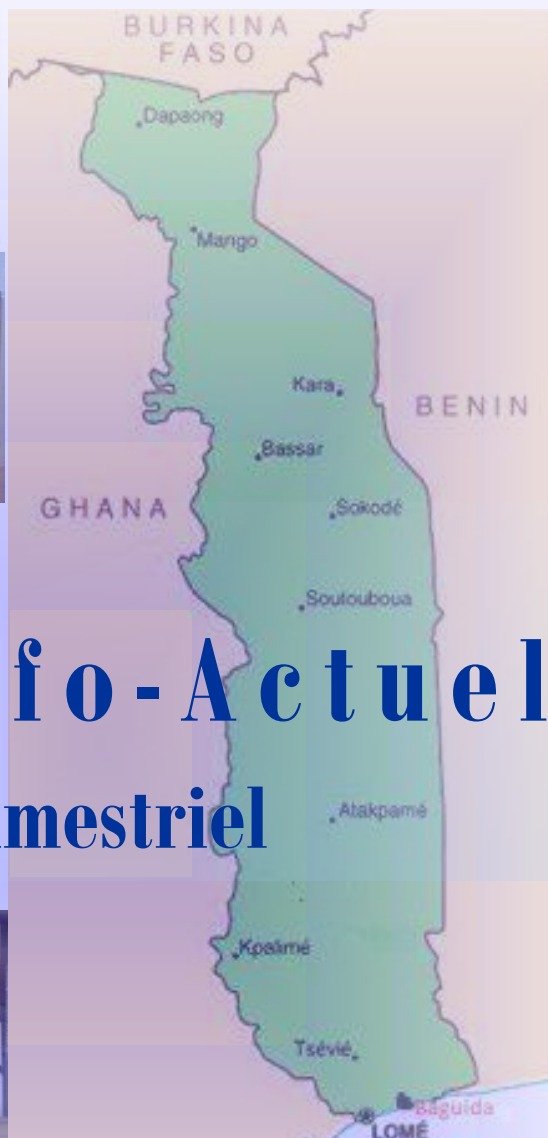 BURKINA
FASO
Dapaong
Mango
Kara
BENIN
Bassar
GHANA
Sokodé
Soutouboua
fo-Actuel
mestriel
Atakpamé
Kpalimé
Tsévié
Baguida
LOMÉ